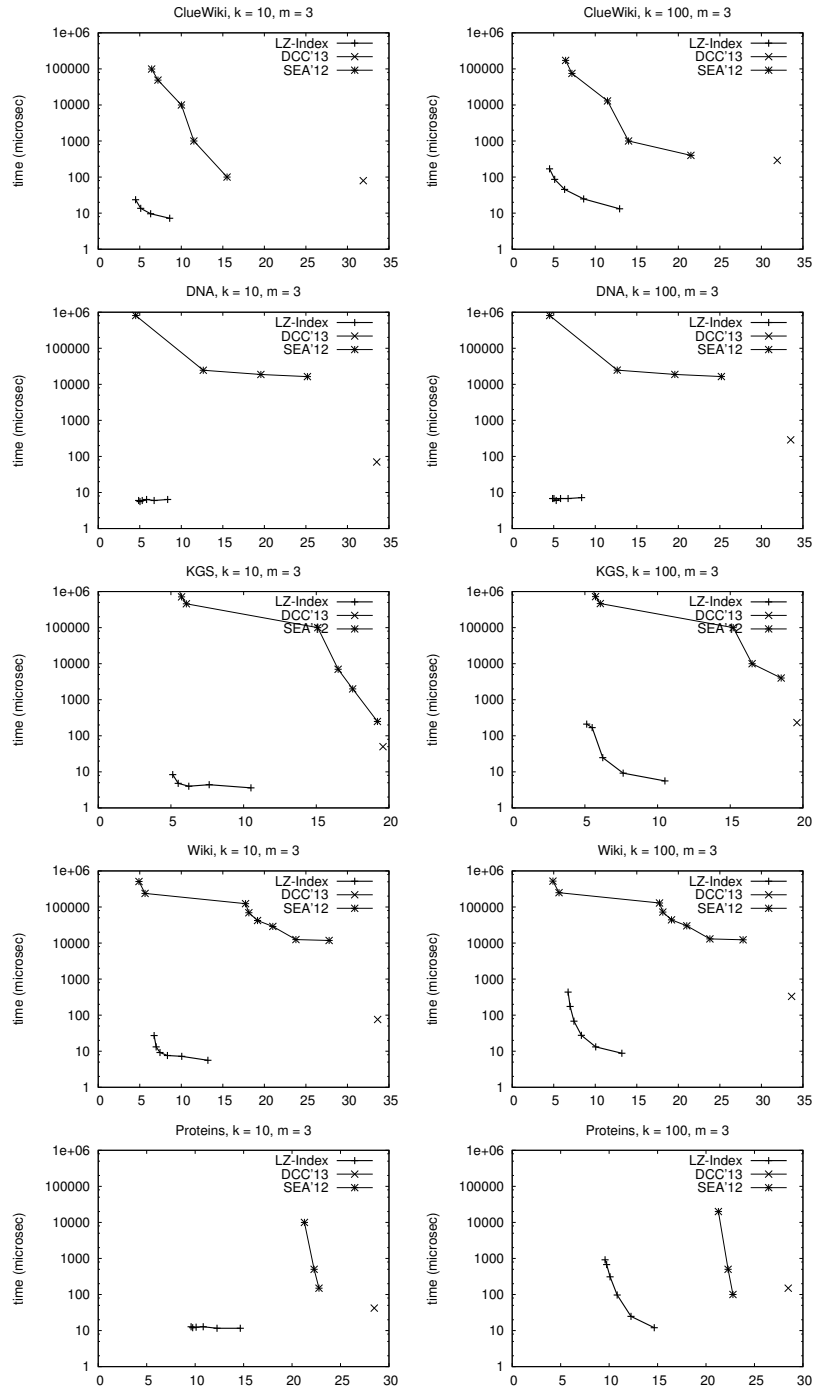 ClueWiki, k = 10, m = 3
time (microsec)
1e+06
100000
10000
1000
100
10
1
0 5 10 15 20 25 30 35
LZ-Index
DCC'13
SEA'12
ClueWiki, k = 100, m = 3
time (microsec)
1e+06
100000
10000
1000
100
10
1
0 5 10 15 20 25 30 35
LZ-Index
DCC'13
SEA'12
DNA, k = 10, m = 3
time (microsec)
1e+06
100000
10000
1000
100
10
1
0 5 10 15 20 25 30 35
LZ-Index
DCC'13
SEA'12
DNA, k = 100, m = 3
time (microsec)
1e+06
100000
10000
1000
100
10
1
0 5 10 15 20 25 30 35
LZ-Index
DCC'13
SEA'12
KGS, k = 10, m = 3
time (microsec)
1e+06
100000
10000
1000
100
10
1
0 5 10 15 20
LZ-Index
DCC'13
SEA'12
KGS, k = 100, m = 3
time (microsec)
1e+06
100000
10000
1000
100
10
1
0 5 10 15 20
LZ-Index
DCC'13
SEA'12
Wiki, k = 10, m = 3
time (microsec)
1e+06
100000
10000
1000
100
10
1
0 5 10 15 20 25 30 35
LZ-Index
DCC'13
SEA'12
Wiki, k = 100, m = 3
time (microsec)
1e+06
100000
10000
1000
100
10
1
0 5 10 15 20 25 30 35
LZ-Index
DCC'13
SEA'12
Proteins, k = 10, m = 3
time (microsec)
1e+06
100000
10000
1000
100
10
1
0 5 10 15 20 25 30
LZ-Index
DCC'13
SEA'12
Proteins, k = 100, m = 3
time (microsec)
1e+06
100000
10000
1000
100
10
1
0 5 10 15 20 25 30
LZ-Index
DCC'13
SEA'12